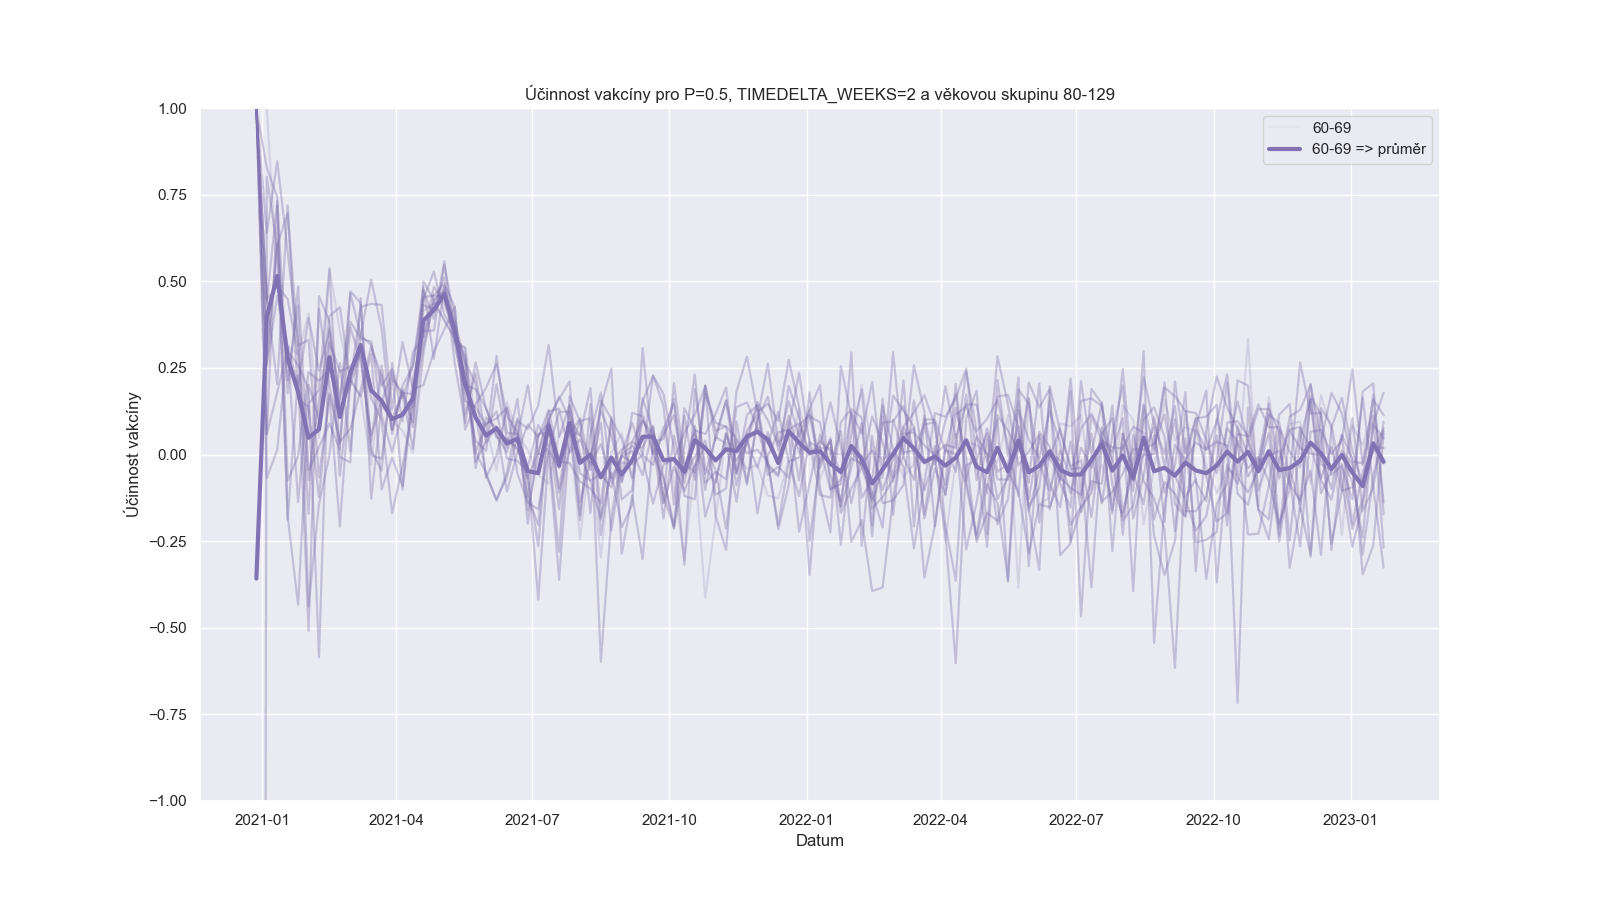 Účinnost vakcíny pro P=0.5, TIMEDELTA_WEEKS=2 a věkovou skupinu 80-129
60-69
60-69 => průměr
1.00
0.75
0.50
0.25
0.00
−0.25
−0.50
−0.75
−1.00
Účinnost vakcíny
2021-01 2021-04 2021-07 2021-10 2022-01 2022-04 2022-07 2022-10 2023-01
Datum